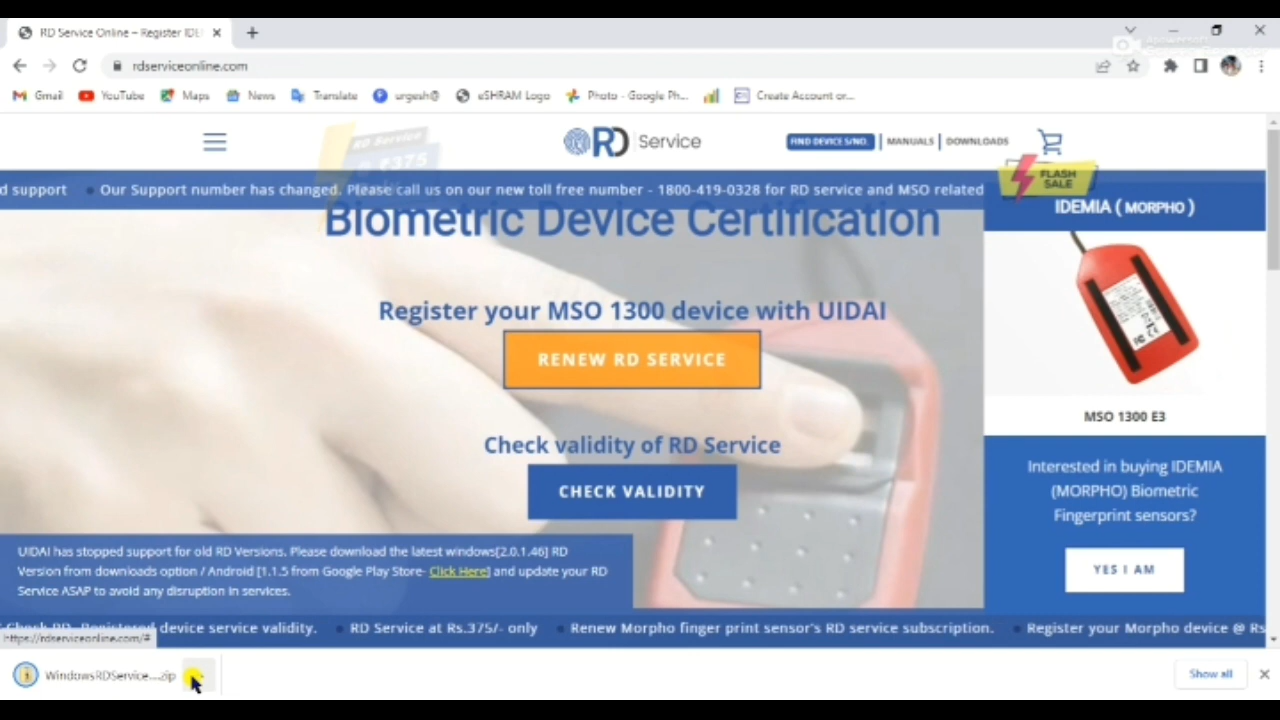 RD Service Online – Register IDE
rdserviceonline.com
Gmail
YouTube
Maps
News
Translate
urgesh@
eSHRAM Logo
Photo - Google Ph...
Create Account or...
RD Service
@ ₹375
RD Service
FIND DEVICE S/NO.
MANUALS
DOWNLOADS
d support
Our Support number has changed. Please call us on our new toll free number - 1800-419-0328 for RD service and MSO related
FLASH
SALE
IDEMIA ( MORPHO )
Biometric Device Certification
Register your MSO 1300 device with UIDAI
RENEW RD SERVICE
Check validity of RD Service
CHECK VALIDITY
MSO 1300 E3
Interested in buying IDEMIA
(MORPHO) Biometric
Fingerprint sensors?
YES I AM
UIDAI has stopped support for old RD Versions. Please download the latest windows[2.0.1.46] RD
Version from downloads option / Android [1.1.5 from Google Play Store- Click Here] and update your RD
Service ASAP to avoid any disruption in services.
Check RD Registered device service validity.
RD Service at Rs.375/- only
Renew Morpho finger print sensor's RD service subscription.
Register your Morpho device @ Rs
https://rdserviceonline.com/#
WindowsRDService....zip
Show all